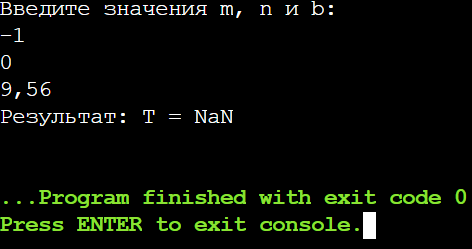 Введите значения m, n и b:
-1
0
9,56
Результат: T = NaN
...Program finished with exit code 0
Press ENTER to exit console.